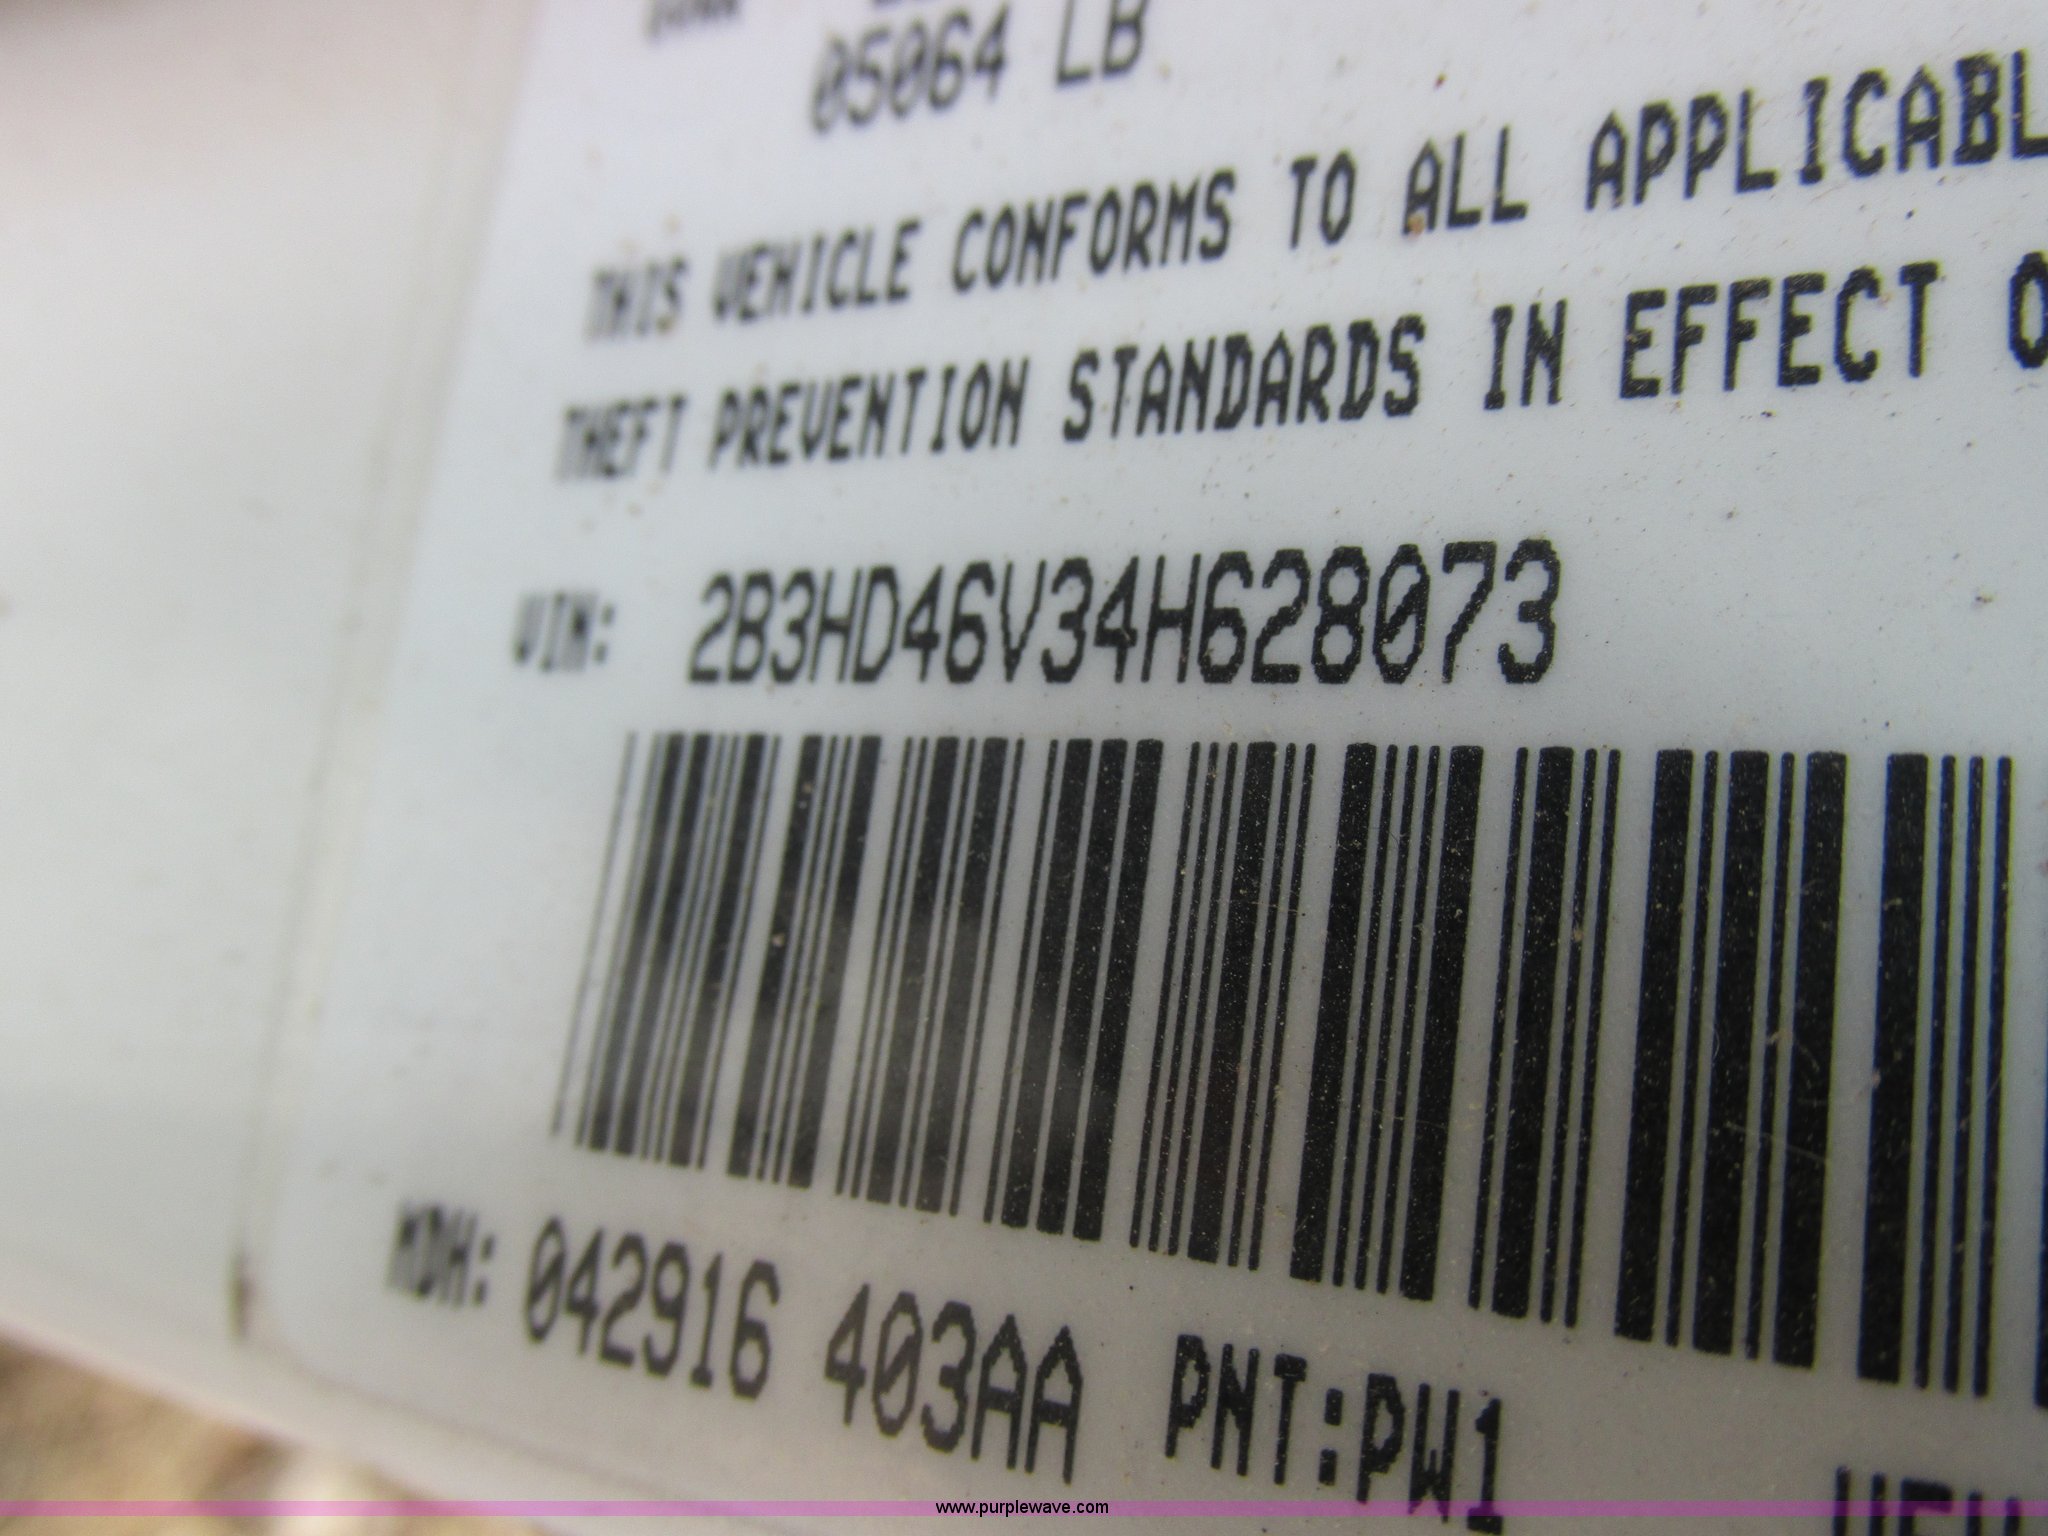 05064 LB
THIS VEHICLE CONFORMS TO ALL APPLICABL
THEFT PREVENTION STANDARDS IN EFFECT O
VIN: 2B3HD46V34H628073
MDH: 042916 403AA PNT:PW1
www.purplewave.com